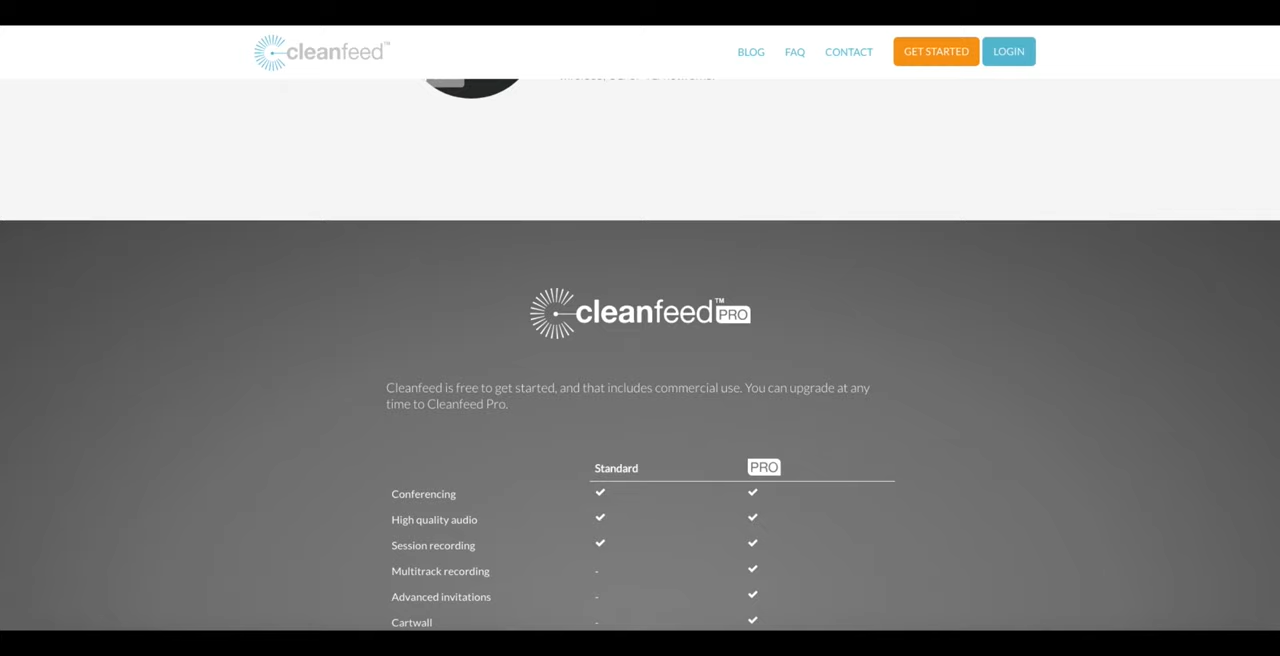 cleanfeed™
BLOG
FAQ
CONTACT
GET STARTED
LOGIN
cleanfeed™ PRO
Cleanfeed is free to get started, and that includes commercial use. You can upgrade at any
time to Cleanfeed Pro.
Standard
PRO
Conferencing
High quality audio
Session recording
Multitrack recording
-
Advanced invitations
-
Cartwall
-